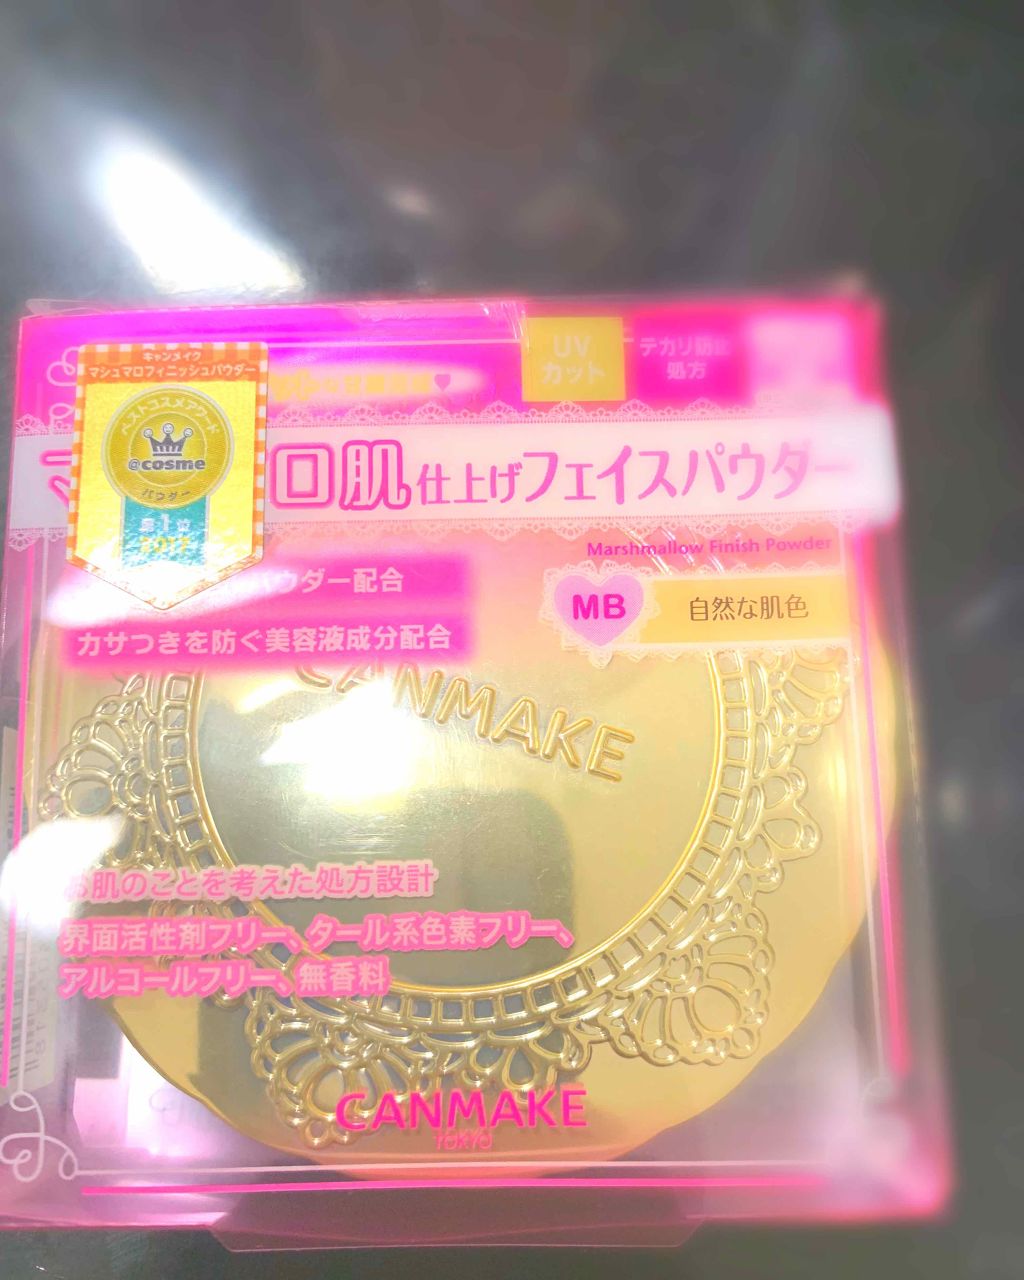 キャンメイク
マシュマロフィニッシュパウダー
ベストコスメアワード
@cosme
パウダー
第1位
2017
UV
カット
テカリ防止
処方
ロ肌仕上げフェイスパウダー
Marshmallow Finish Powder
パウダー配合
カサつきを防ぐ美容液成分配合
MB
自然な肌色
CANMAKE
お肌のことを考えた処方設計
界面活性剤フリー、タール系色素フリー、
アルコールフリー、無香料
CANMAKE
TOKYO